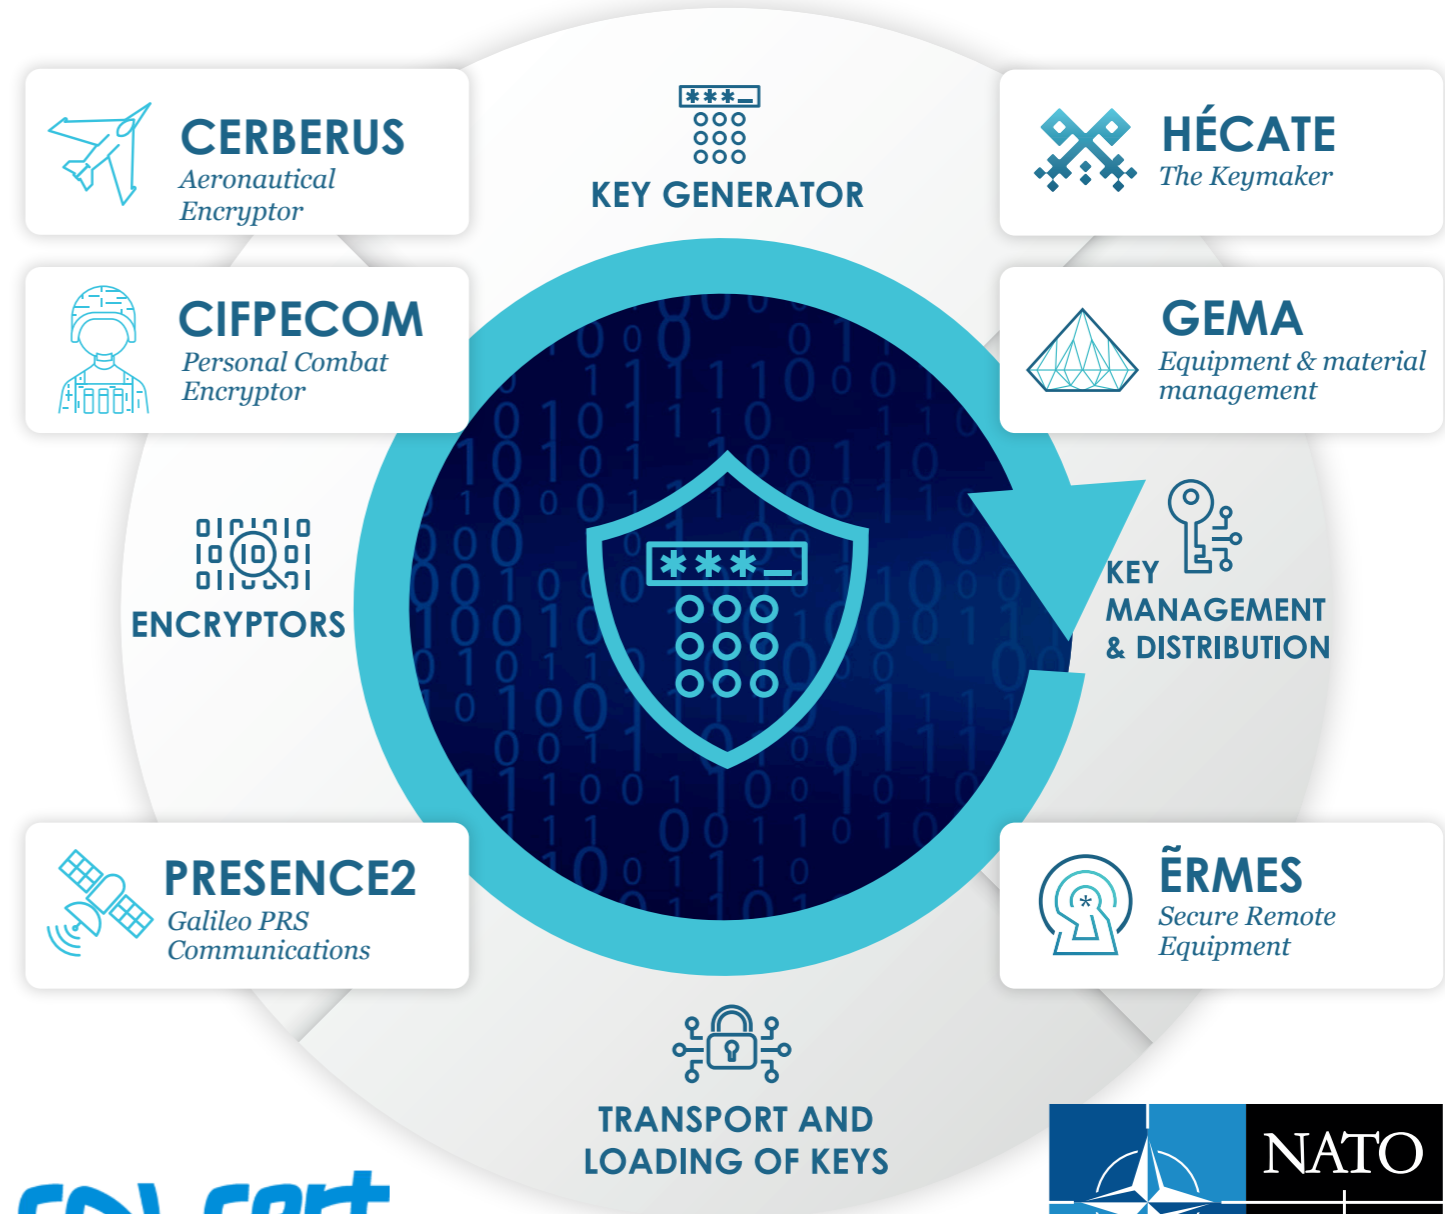 CERBERUS
Aeronautical
Encryptor
***_
KEY GENERATOR
HÉCATE
The Keymaker
CIFPECOM
Personal Combat
Encryptor
GEMA
Equipment & material
management
ENCRYPTORS
***_
KEY
MANAGEMENT
& DISTRIBUTION
PRESENCE2
Galileo PRS
Communications
ẼRMES
Secure Remote
Equipment
TRANSPORT AND
LOADING OF KEYS
NATO